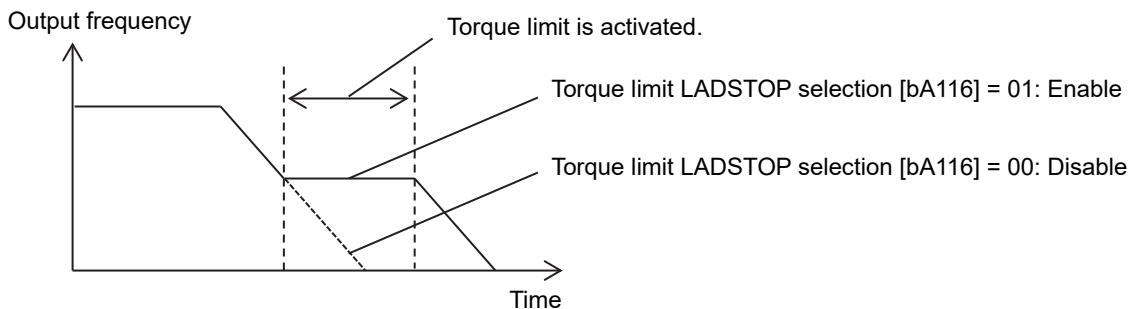 Output frequency
Torque limit is activated.
Torque limit LADSTOP selection [bA116] = 01: Enable
Torque limit LADSTOP selection [bA116] = 00: Disable
Time